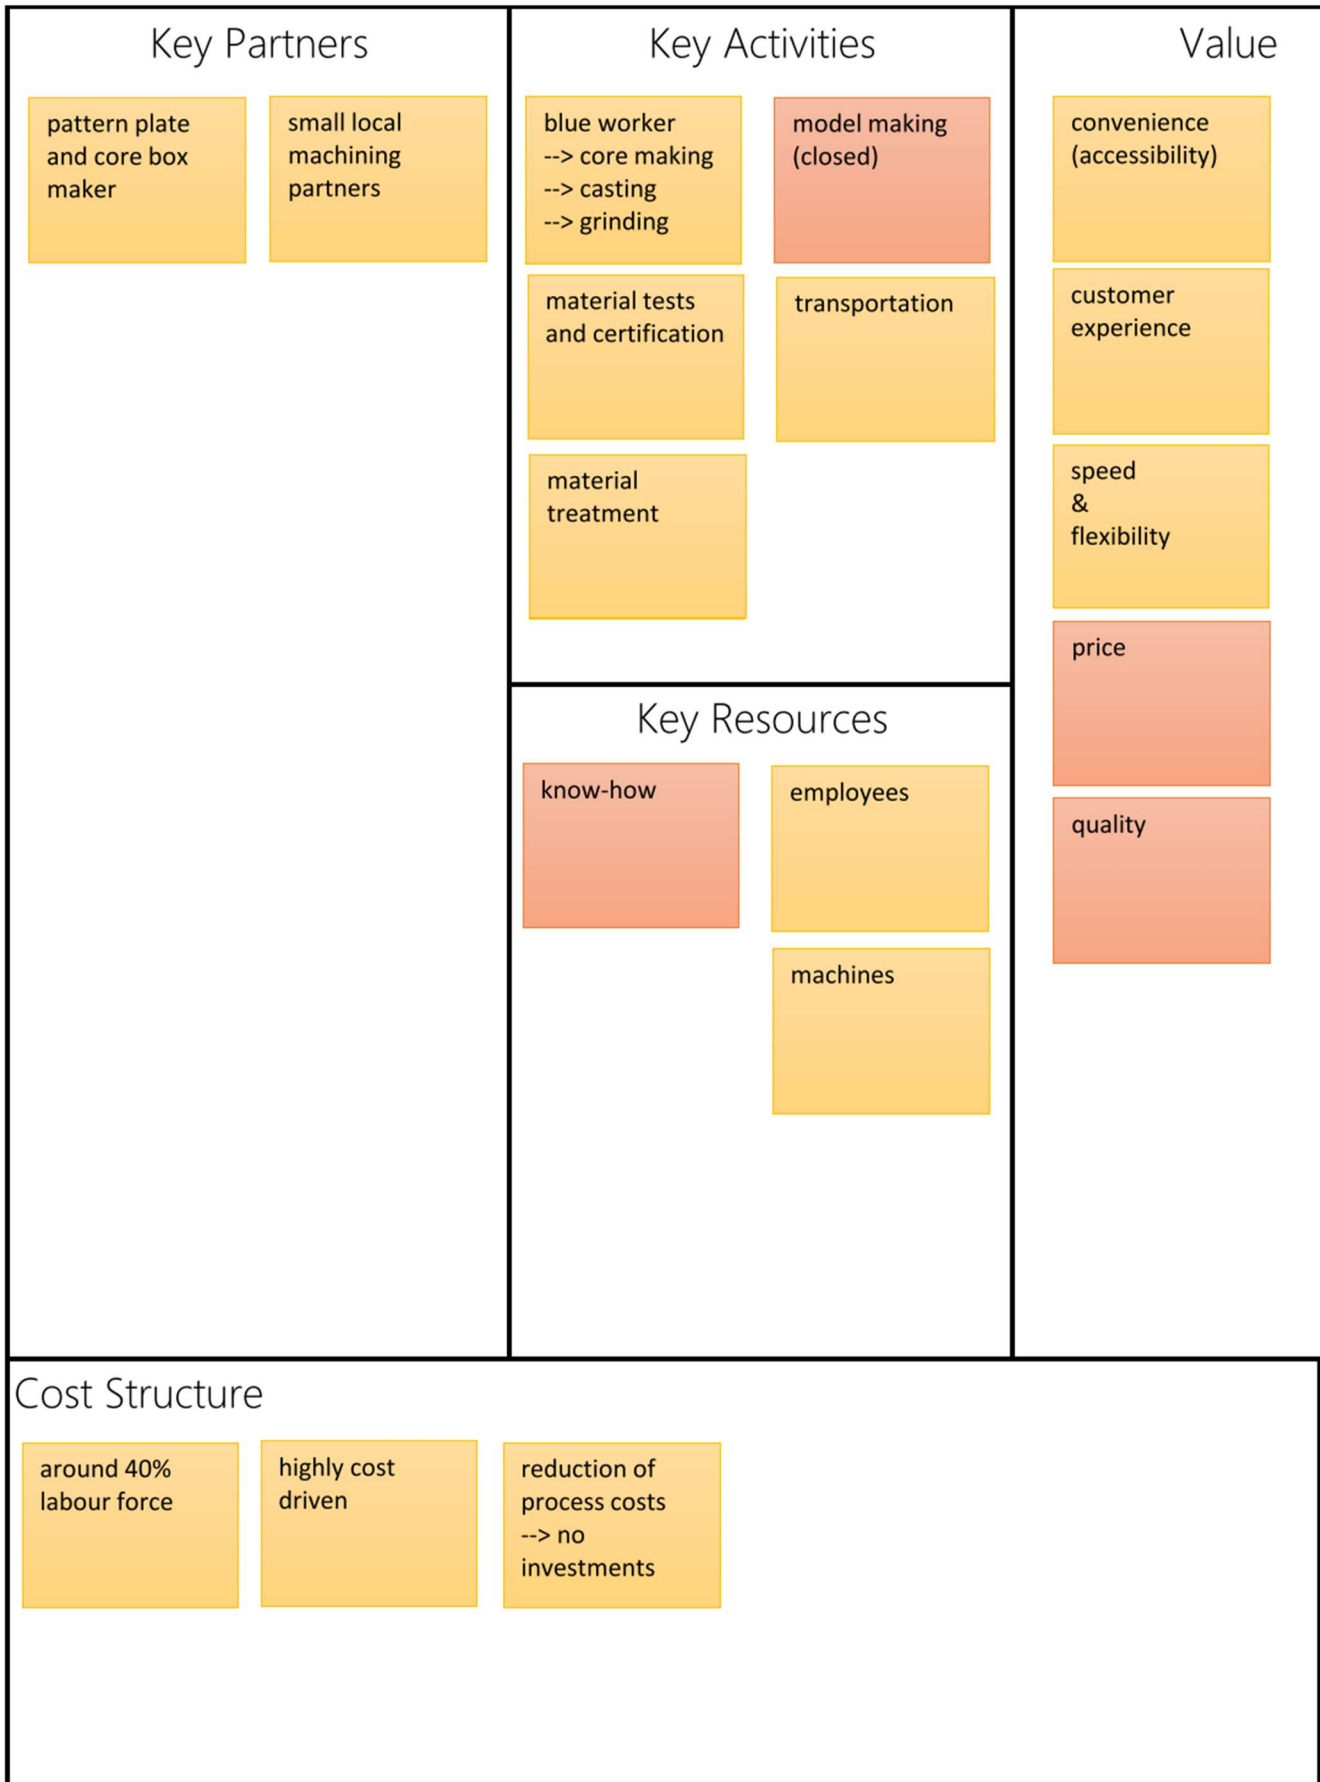 Key Partners
pattern plate
and core box
maker
small local
machining
partners
Key Activities
blue worker
--> core making
--> casting
--> grinding
model making
(closed)
material tests
and certification
transportation
material
treatment
Key Resources
know-how
employees
machines
Value
convenience
(accessibility)
customer
experience
speed
&
flexibility
price
quality
Cost Structure
around 40%
labour force
highly cost
driven
reduction of
process costs
--> no
investments